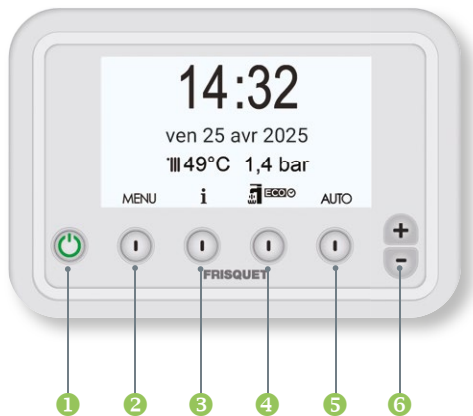 14:32
ven 25 avr 2025
49°C 1,4 bar
MENU i ECO AUTO
+
-
FRISQUET
1 2 3 4 5 6